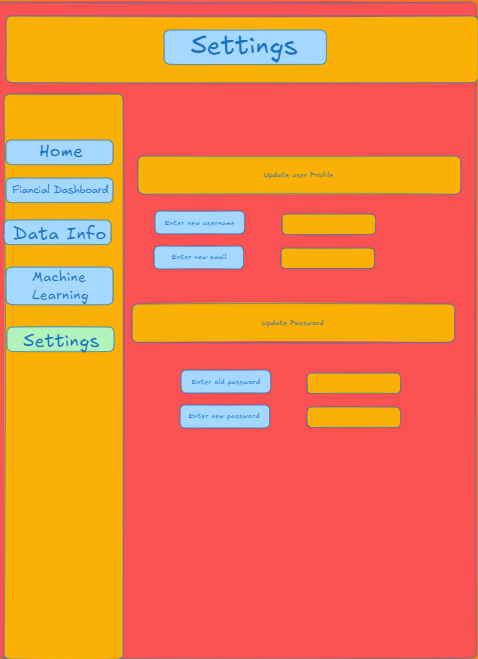 Settings
Home
Fiancial Dashboard
Data Info
Machine
Learning
Settings
Update user Profile
Enter new username
Enter new email
Update Password
Enter old password
Enter new password